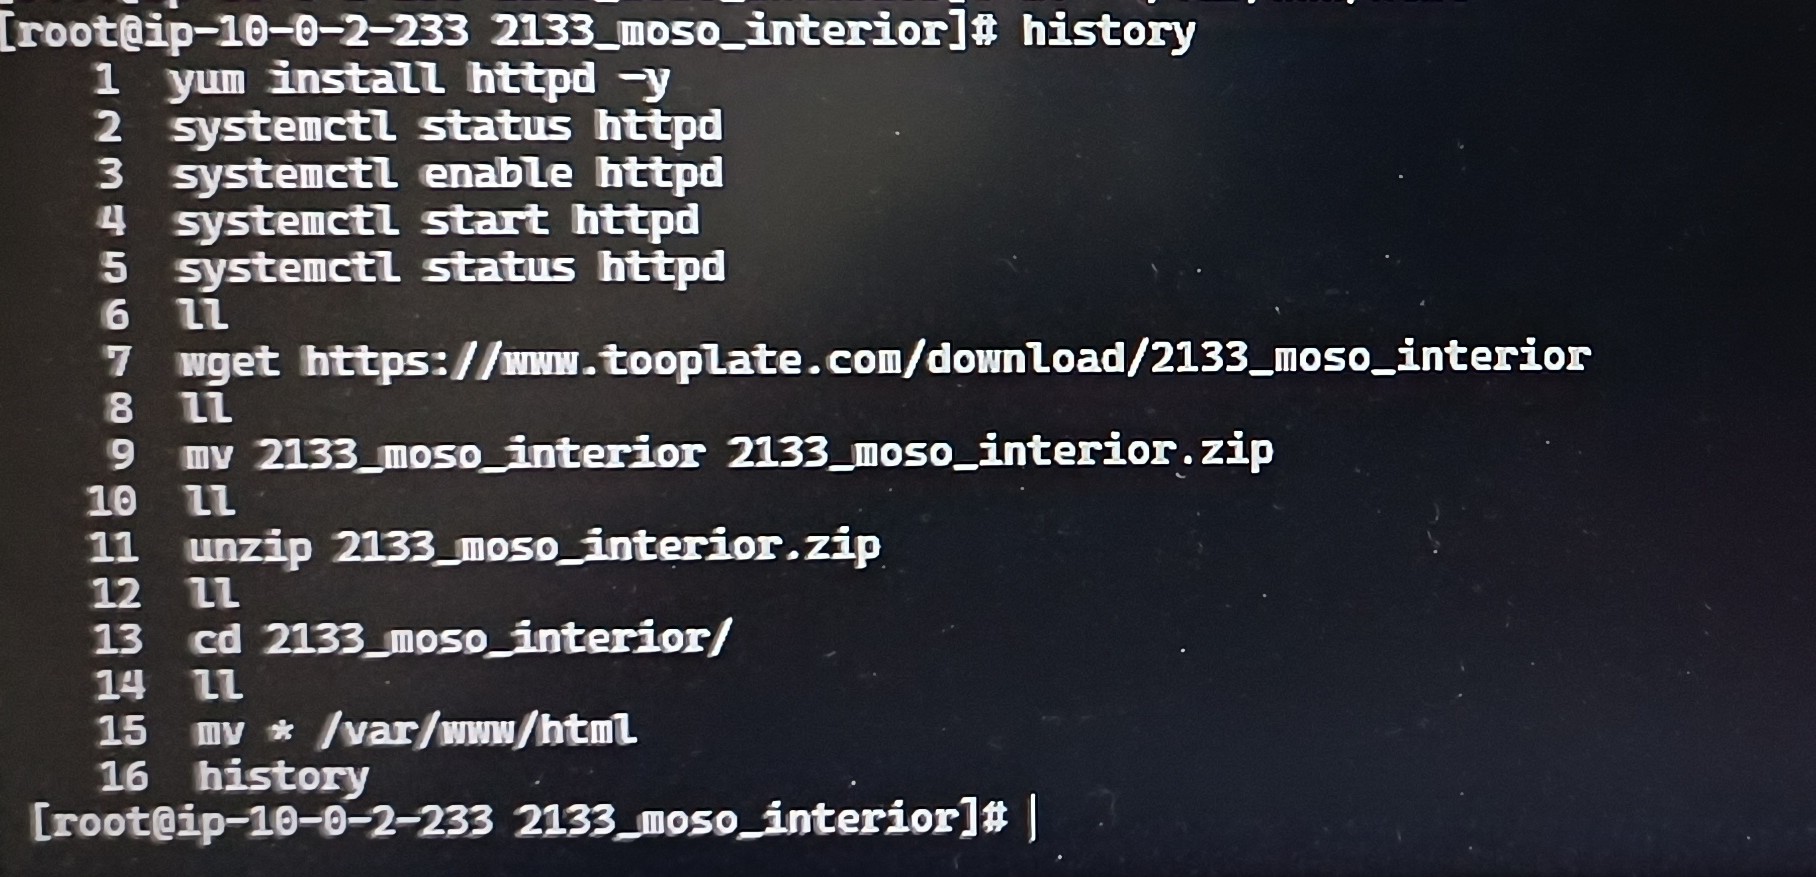 [root@ip-10-0-2-233 2133_moso_interior]# history
1 yum install httpd -y
2 systemctl status httpd
3 systemctl enable httpd
4 systemctl start httpd
5 systemctl status httpd
6 ll
7 wget https://www.tooplate.com/download/2133_moso_interior
8 ll
9 mv 2133_moso_interior 2133_moso_interior.zip
10 ll
11 unzip 2133_moso_interior.zip
12 ll
13 cd 2133_moso_interior/
14 ll
15 mv * /var/www/html
16 history
[root@ip-10-0-2-233 2133_moso_interior]#